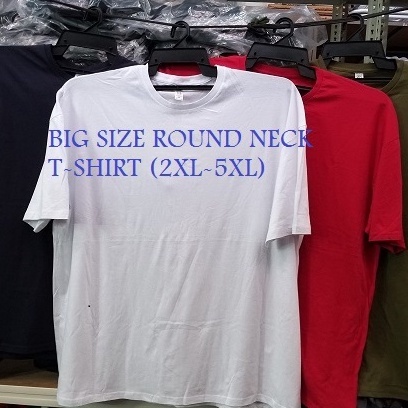 BIG SIZE ROUND NECK
T-SHIRT (2XL~5XL)